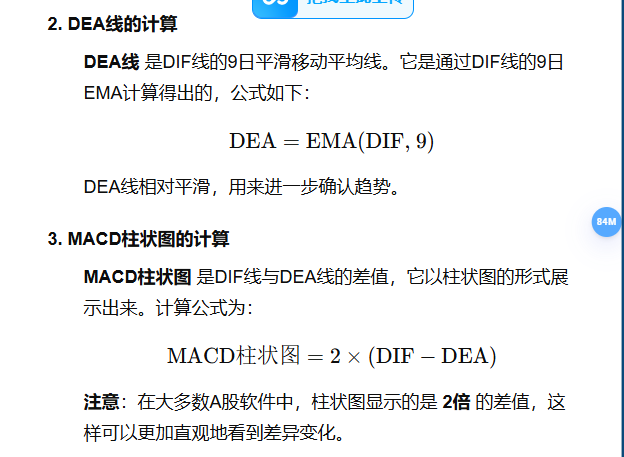 2. DEA线的计算
DEA线 是DIF线的9日平滑移动平均线。它是通过DIF线的9日
EMA计算得出的，公式如下：
DEA = EMA(DIF, 9)
DEA线相对平滑，用来进一步确认趋势。
84M
3. MACD柱状图的计算
MACD柱状图 是DIF线与DEA线的差值，它以柱状图的形式展
示出来。计算公式为：
MACD柱状图 = 2 × (DIF − DEA)
注意：在大多数A股软件中，柱状图显示的是 2倍 的差值，这
样可以更加直观地看到差异变化。